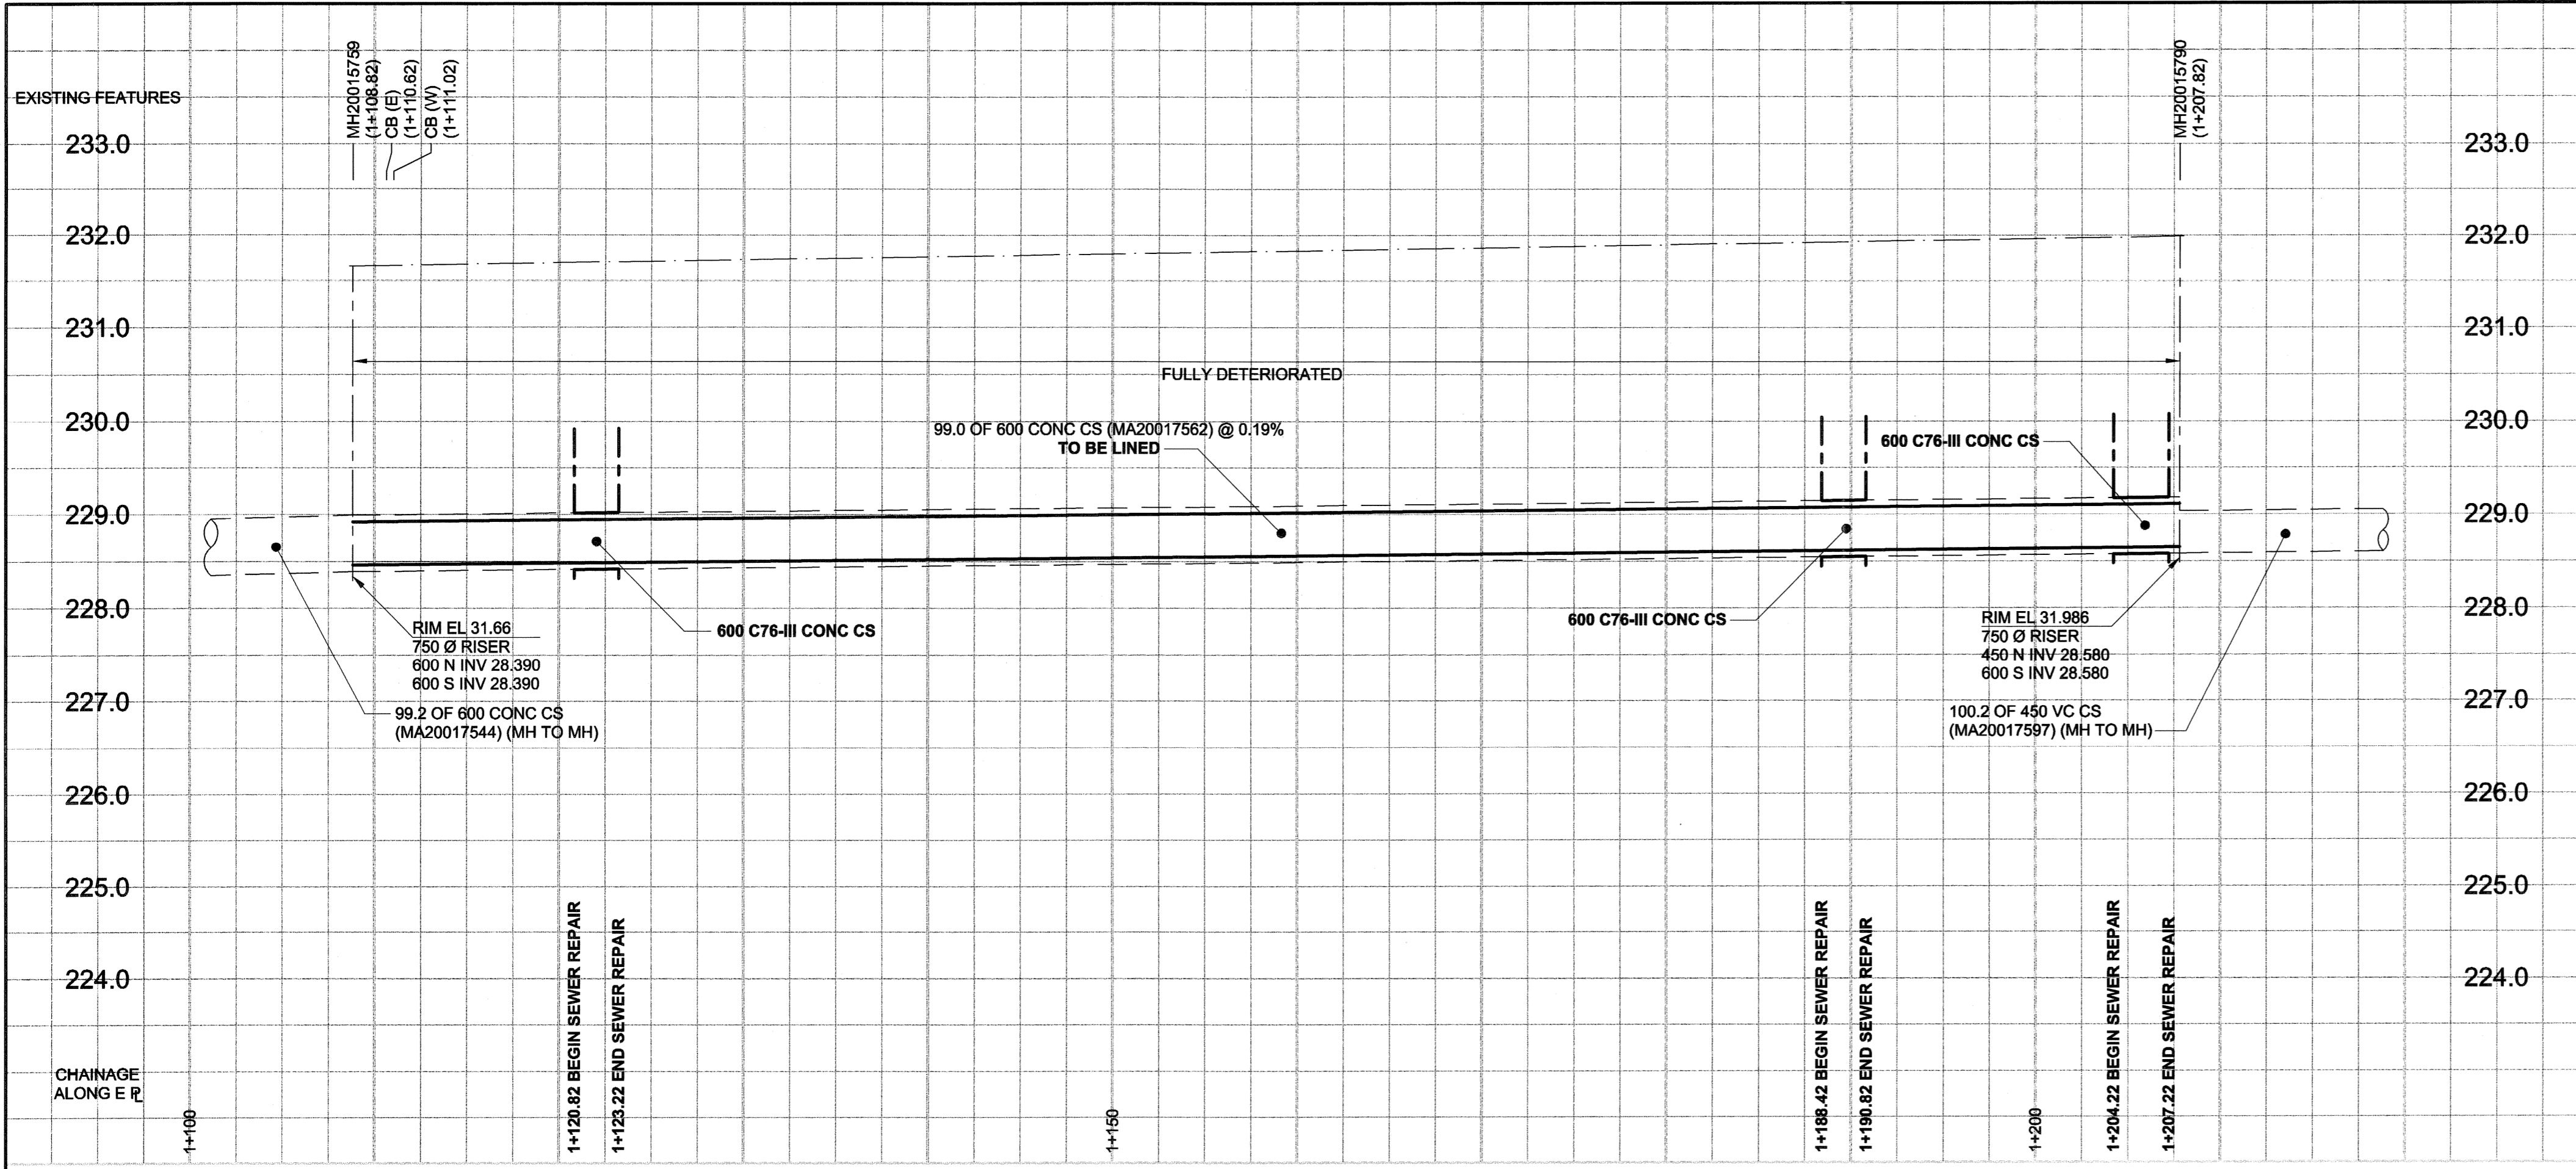 MH20015759
(1+108.82)
CB (E)
(1+110.62)
CB (W)
(1+111.02)
MH20015790
(1+207.82)
EXISTING FEATURES
233.0
233.0
232.0
232.0
231.0
231.0
FULLY DETERIORATED
230.0
230.0
99.0 OF 600 CONC CS (MA20017562) @ 0.19%
TO BE LINED
600 C76-III CONC CS
229.0
229.0
228.0
228.0
RIM EL 31.66
750 Ø RISER
600 N INV 28.390
600 S INV 28.390
600 C76-III CONC CS
600 C76-III CONC CS
RIM EL 31.986
750 Ø RISER
450 N INV 28.580
600 S INV 28.580
227.0
227.0
99.2 OF 600 CONC CS
(MA20017544) (MH TO MH)
100.2 OF 450 VC CS
(MA20017597) (MH TO MH)
226.0
226.0
225.0
225.0
224.0
224.0
1+120.82 BEGIN SEWER REPAIR
1+123.22 END SEWER REPAIR
1+188.42 BEGIN SEWER REPAIR
1+190.82 END SEWER REPAIR
1+204.22 BEGIN SEWER REPAIR
1+207.22 END SEWER REPAIR
CHAINAGE
ALONG E PL
1+100
1+150
1+200